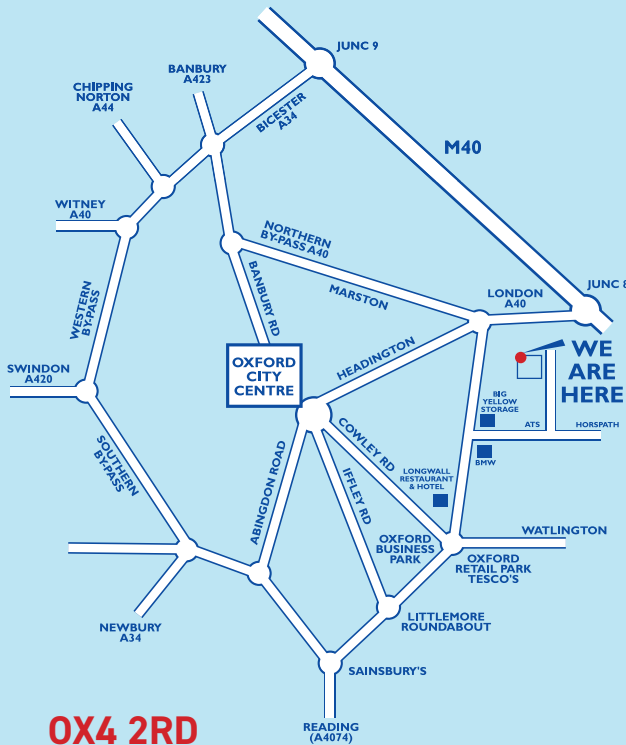 JUNC 9
BANBURY
A423
CHIPPING
NORTON
A44
BICESTER
A34
M40
WITNEY
A40
NORTHERN
BY-PASS A40
BANBURY RD
MARSTON
WESTERN
BY-PASS
LONDON
A40
JUNC 8
SWINDON
A420
OXFORD
CITY
CENTRE
HEADINGTON
WE
ARE
HERE
BIG
YELLOW
STORAGE
ATS
HORSPATH
COWLEY RD
SOUTHERN
BY-PASS
ABINGDON ROAD
IFFLEY RD
LONGWALL
RESTAURANT
& HOTEL
BMW
OXFORD
BUSINESS
PARK
WATLINGTON
OXFORD
RETAIL PARK
TESCO'S
NEWBURY
A34
LITTLEMORE
ROUNDABOUT
SAINSBURY'S
OX4 2RD
READING
(A4074)